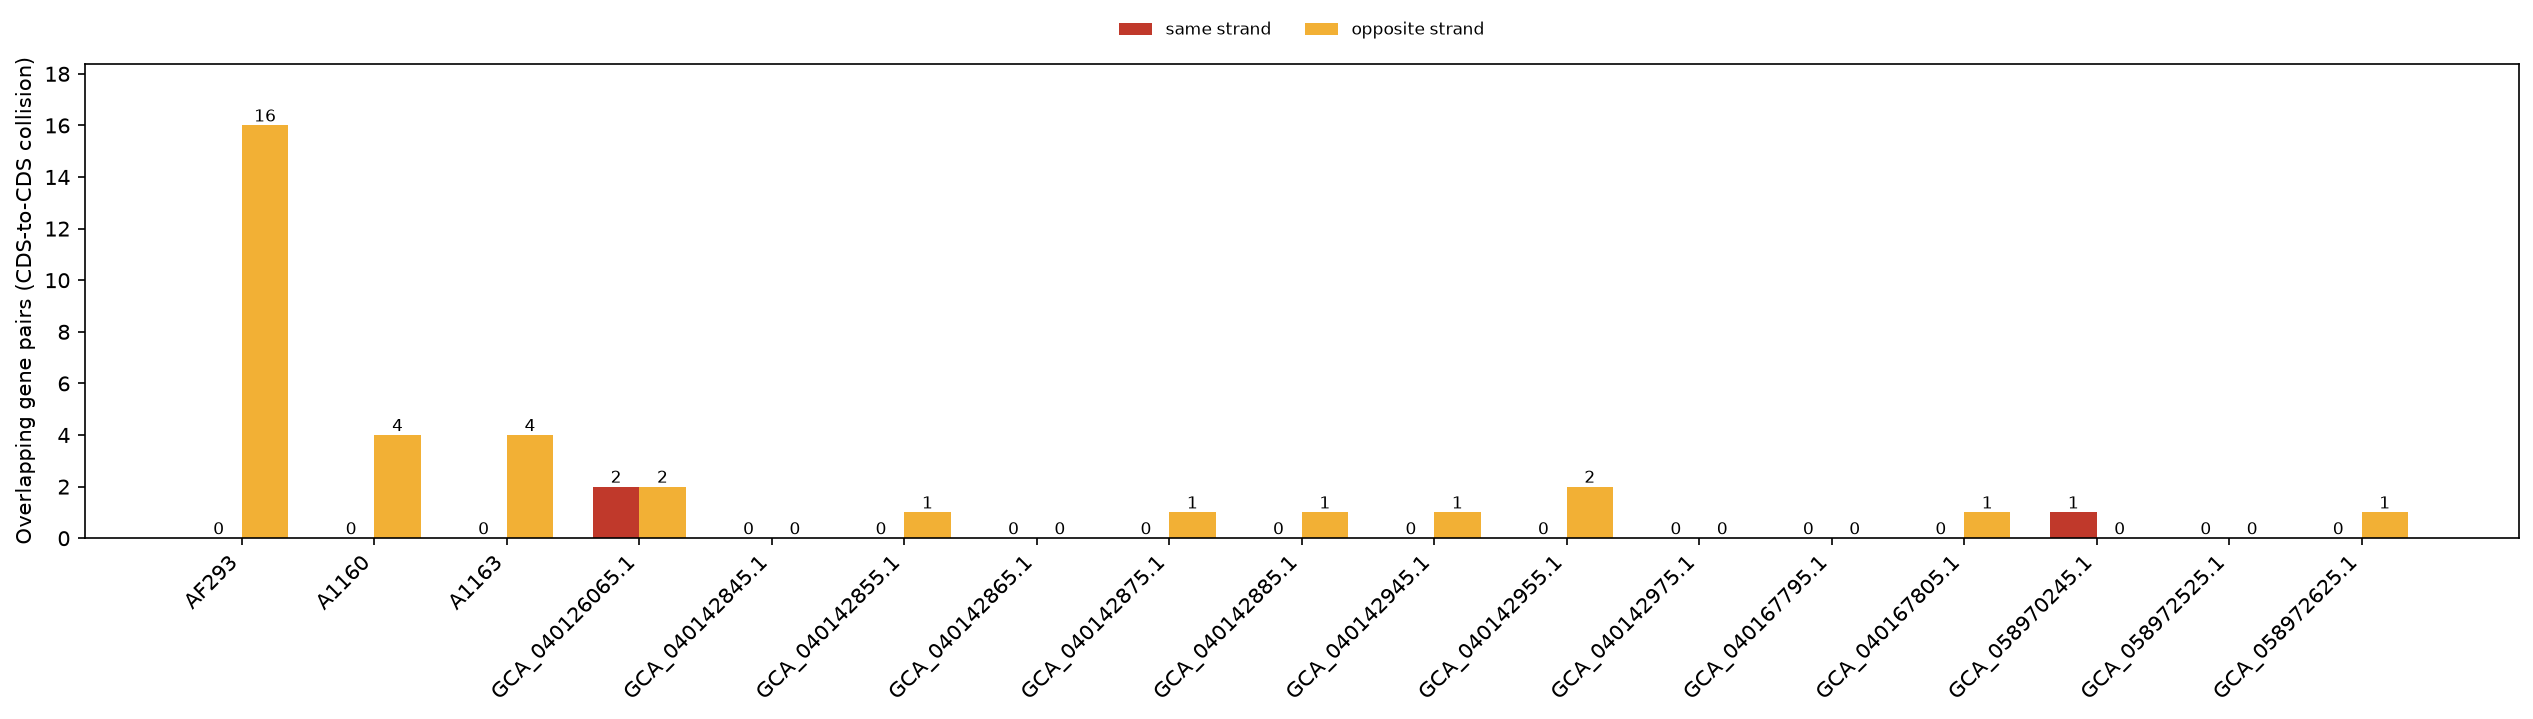 same strand
opposite strand
Overlapping gene pairs (CDS-to-CDS collision)
18
16
14
12
10
8
6
4
2
0
0 16
0 4
0 4
2 2
0 0
0 1
0 0
0 1
0 1
0 1
0 2
0 0
0 0
0 1
1 0
0 0
0 1
AF293
A1160
A1163
GCA_040126065.1
GCA_040142845.1
GCA_040142855.1
GCA_040142865.1
GCA_040142875.1
GCA_040142885.1
GCA_040142945.1
GCA_040142955.1
GCA_040142975.1
GCA_040167795.1
GCA_040167805.1
GCA_058970245.1
GCA_058972525.1
GCA_058972625.1